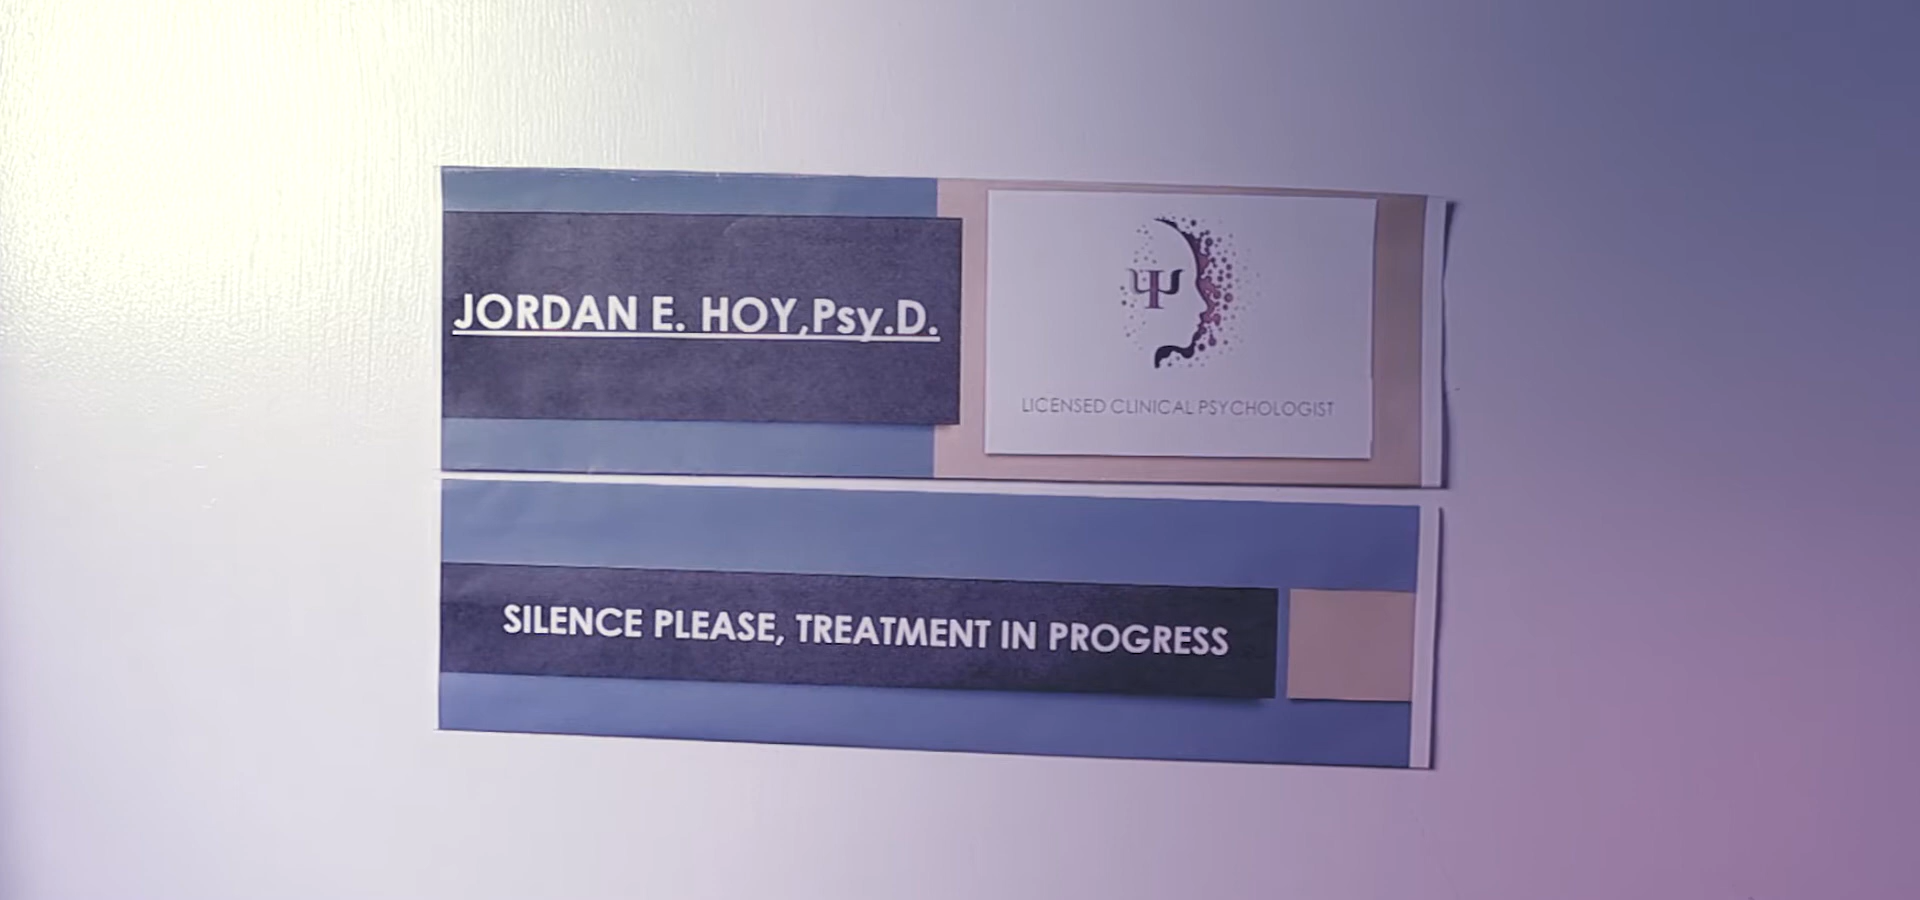 JORDAN E. HOY,Psy.D.
Ψ
LICENSED CLINICAL PSYCHOLOGIST
SILENCE PLEASE, TREATMENT IN PROGRESS